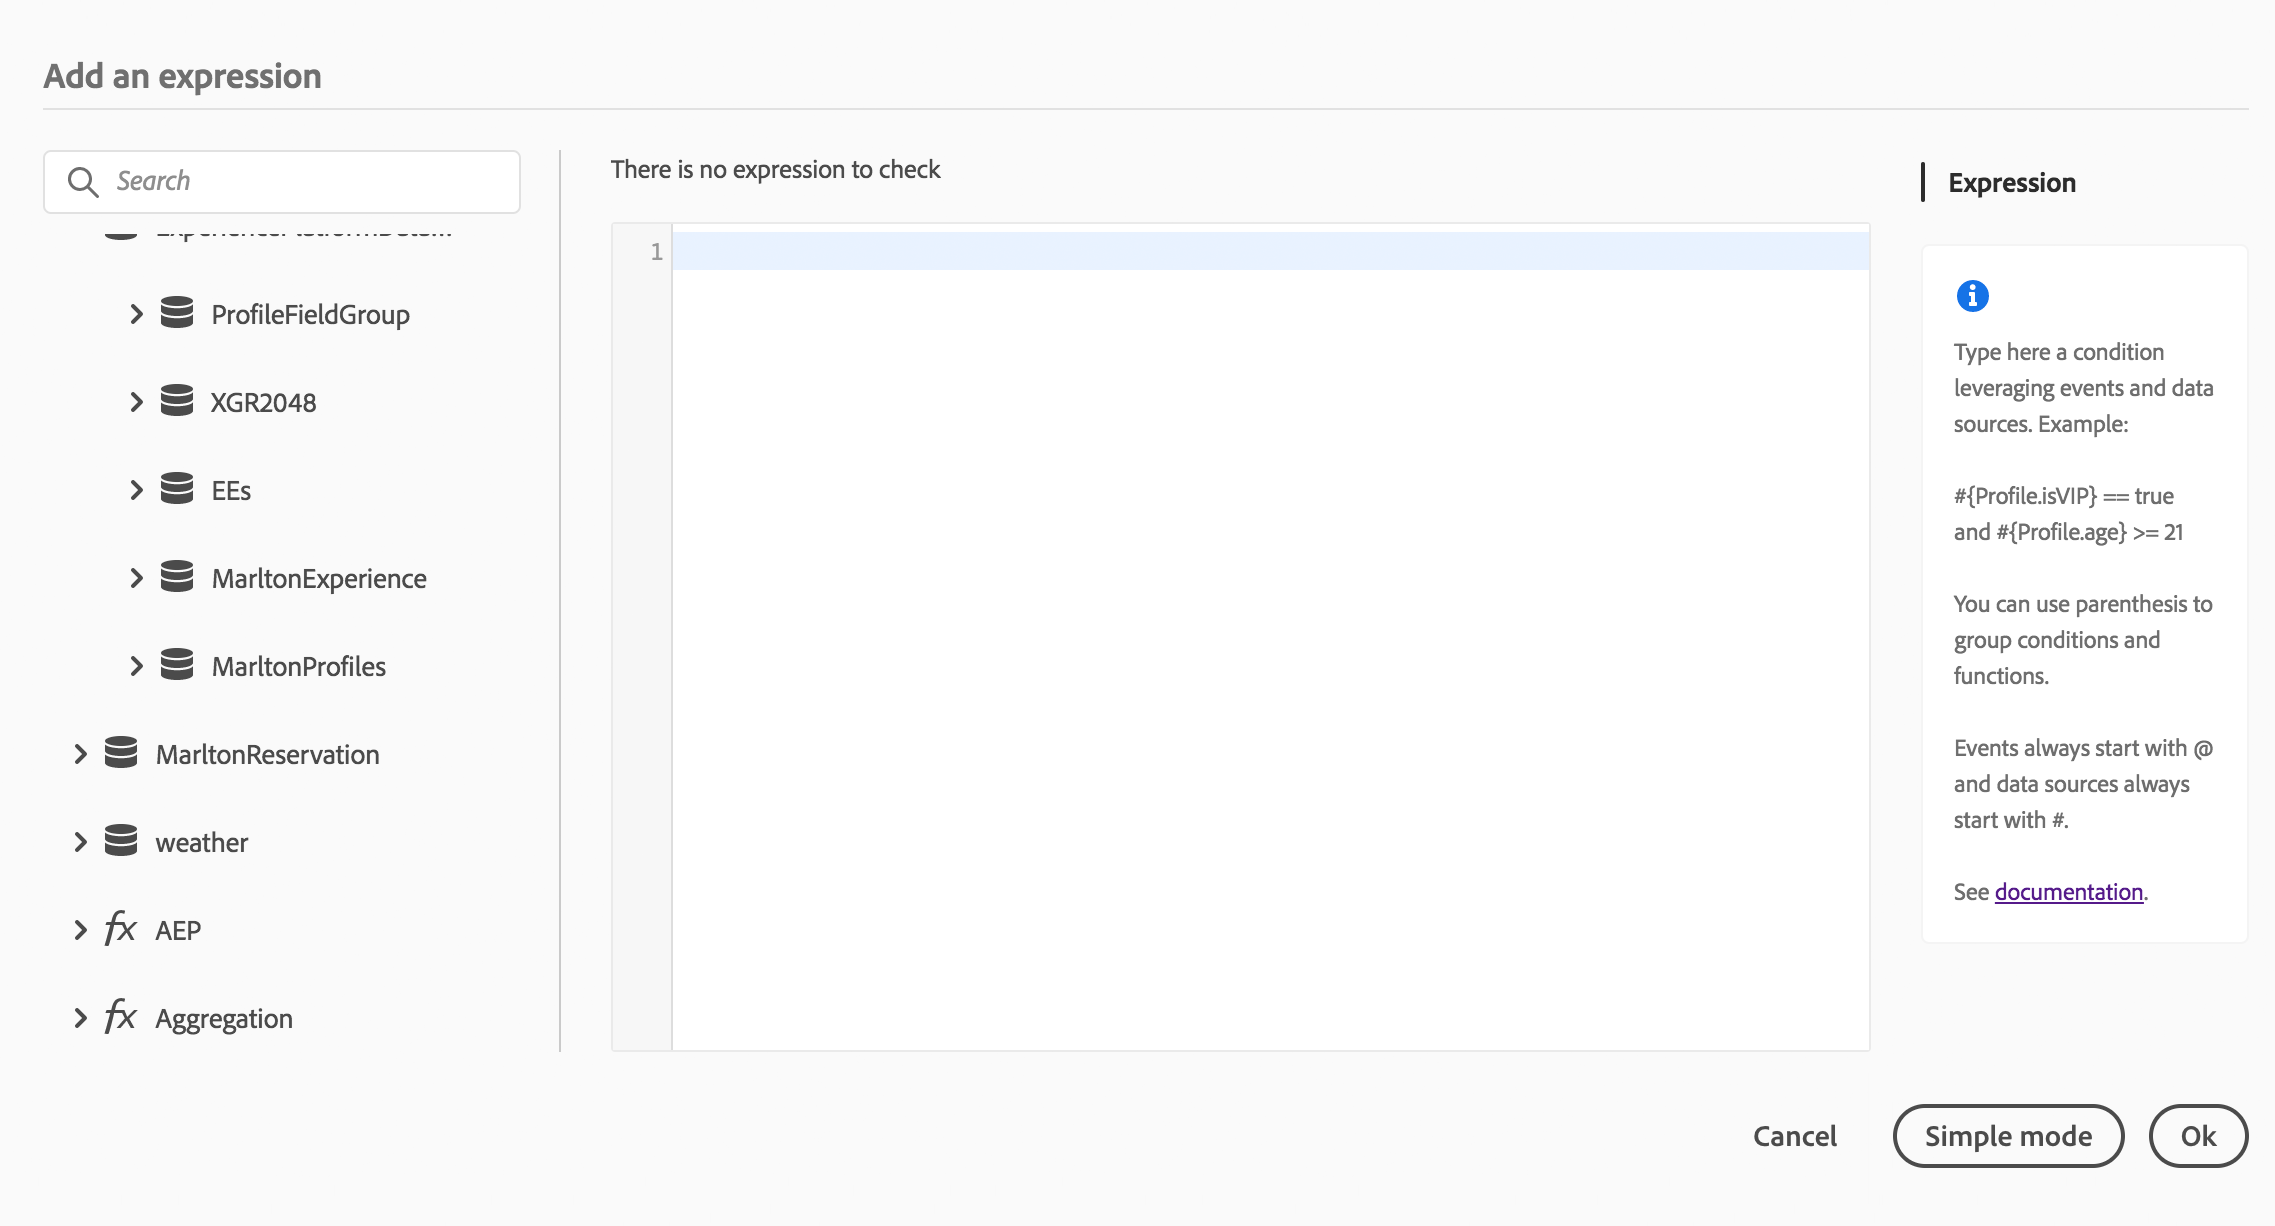 Add an expression
Search
ProfileFieldGroup
XGR2048
EEs
MarltonExperience
MarltonProfiles
MarltonReservation
weather
fx AEP
fx Aggregation
There is no expression to check
1
Expression
Type here a condition
leveraging events and data
sources. Example:
#{Profile.isVIP} == true
and #{Profile.age} >= 21
You can use parenthesis to
group conditions and
functions.
Events always start with @
and data sources always
start with #.
See documentation.
Cancel
Simple mode
Ok